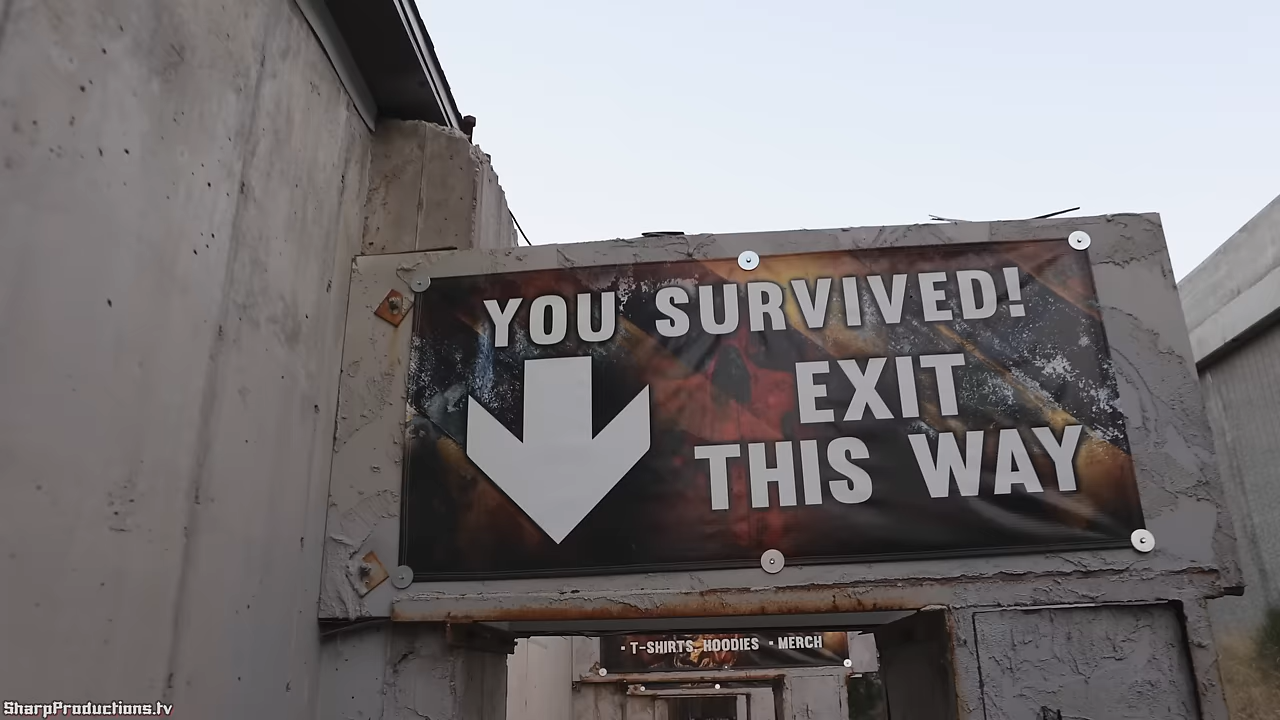 YOU SURVIVED!
EXIT
THIS WAY
• T-SHIRTS, HOODIES • MERCH
SharpProductions.tv